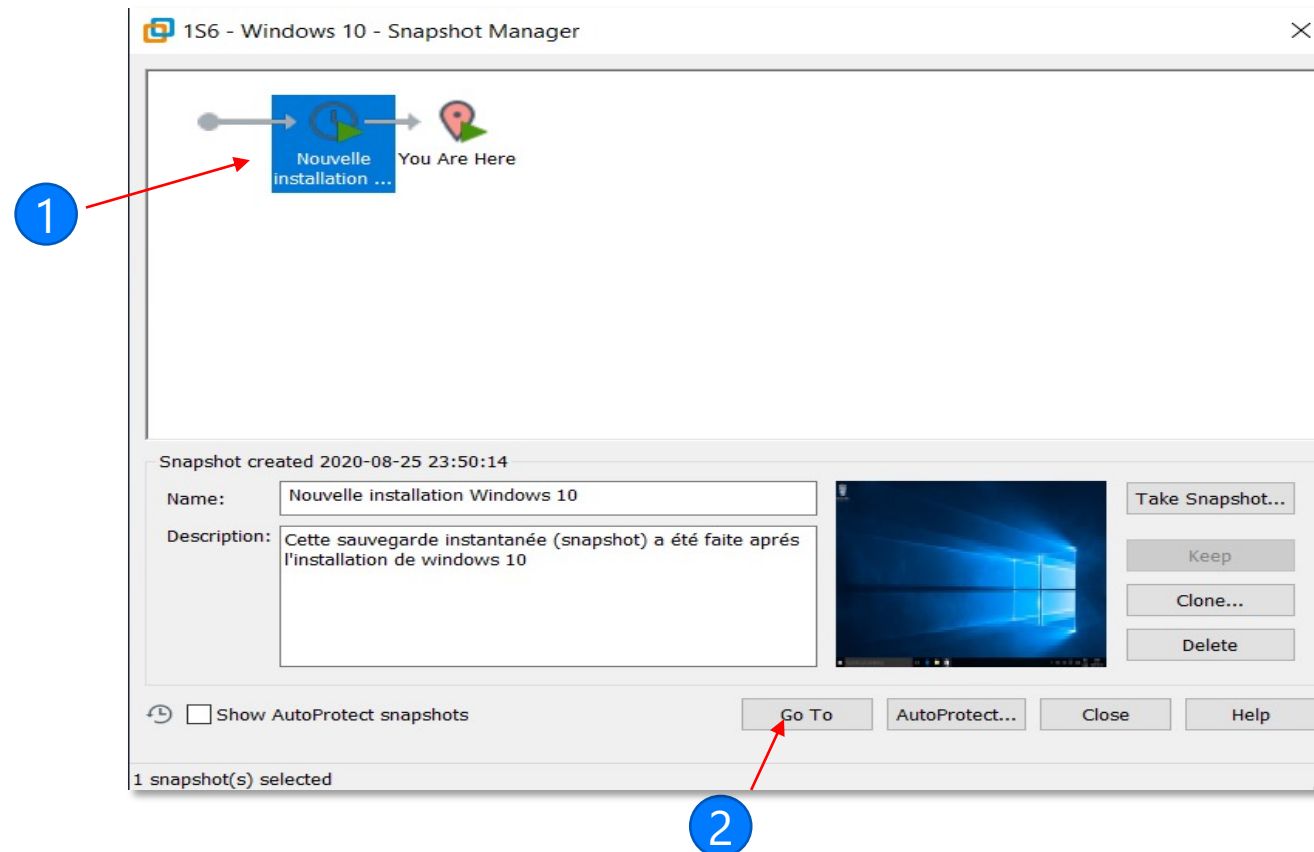 1S6 - Windows 10 - Snapshot Manager
Nouvelle
installation ...
You Are Here
1
Snapshot created 2020-08-25 23:50:14
Name:
Nouvelle installation Windows 10
Take Snapshot...
Description:
Cette sauvegarde instantanée (snapshot) a été faite aprés
l'installation de windows 10
Keep
Clone...
Delete
Show AutoProtect snapshots
Go To
AutoProtect...
Close
Help
1 snapshot(s) selected
2